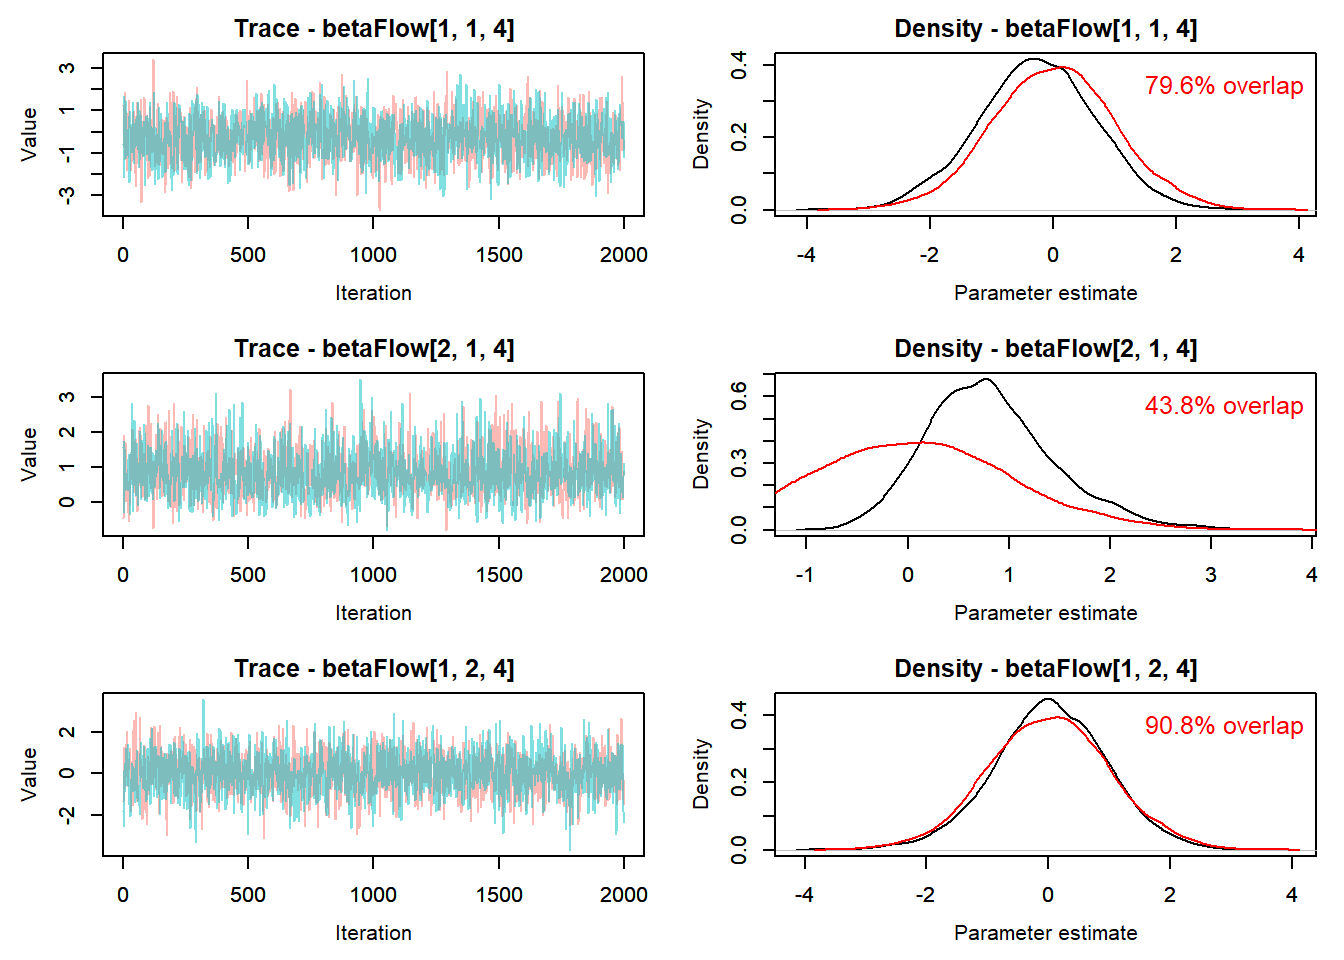 Trace - betaFlow[1, 1, 4]
Value
3
1
-1
-3
0 500 1000 1500 2000
Iteration
Density - betaFlow[1, 1, 4]
79.6% overlap
Density
0.4
0.2
0.0
-4 -2 0 2 4
Parameter estimate
Trace - betaFlow[2, 1, 4]
Value
3
2
1
0
0 500 1000 1500 2000
Iteration
Density - betaFlow[2, 1, 4]
43.8% overlap
Density
0.6
0.3
0.0
-1 0 1 2 3 4
Parameter estimate
Trace - betaFlow[1, 2, 4]
Value
2
0
-2
0 500 1000 1500 2000
Iteration
Density - betaFlow[1, 2, 4]
90.8% overlap
Density
0.4
0.2
0.0
-4 -2 0 2 4
Parameter estimate